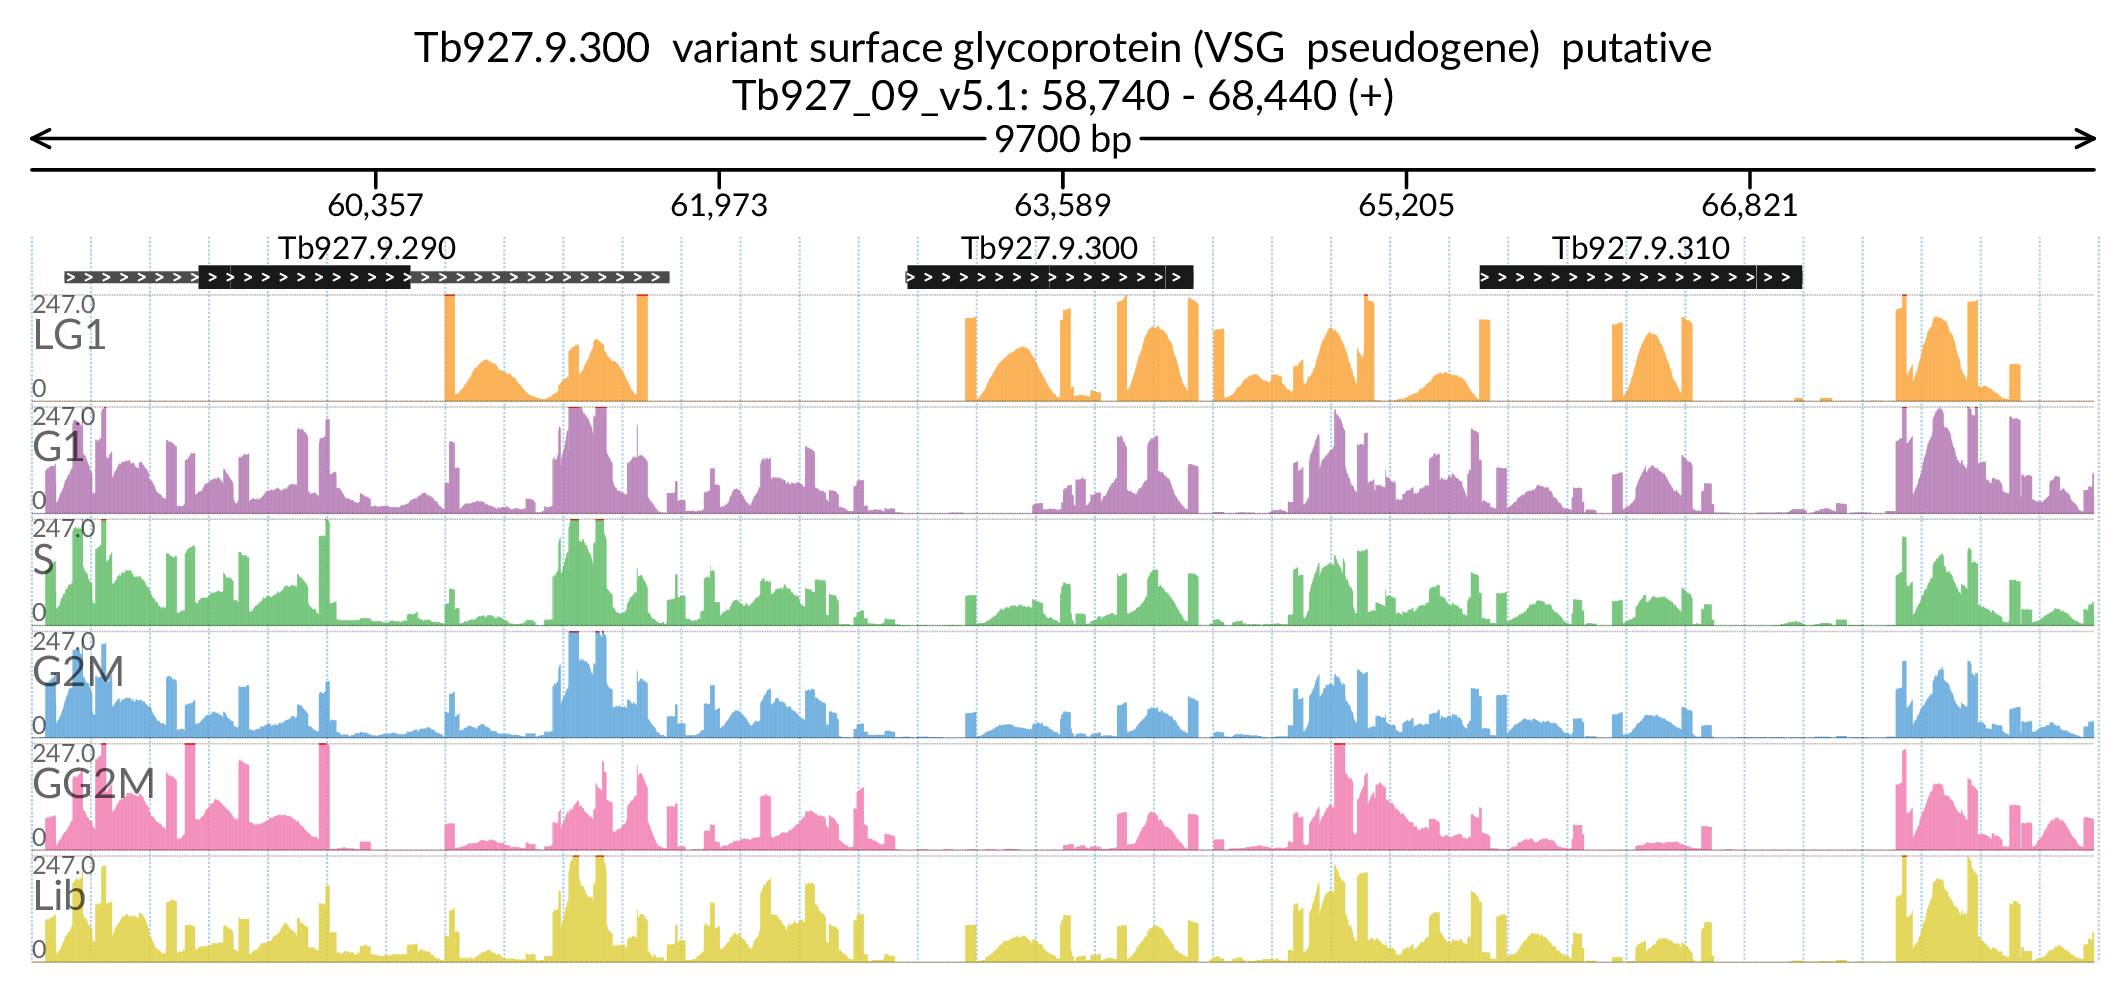 Tb927.9.300  variant surface glycoprotein (VSG  pseudogene)  putative
Tb927_09_v5.1: 58,740 - 68,440 (+)
9700 bp
60,357 61,973 63,589 65,205 66,821
Tb927.9.290 Tb927.9.300 Tb927.9.310
247.0
LG1
0
247.0
G1
0
247.0
S
0
247.0
G2M
0
247.0
GG2M
0
247.0
Lib
0